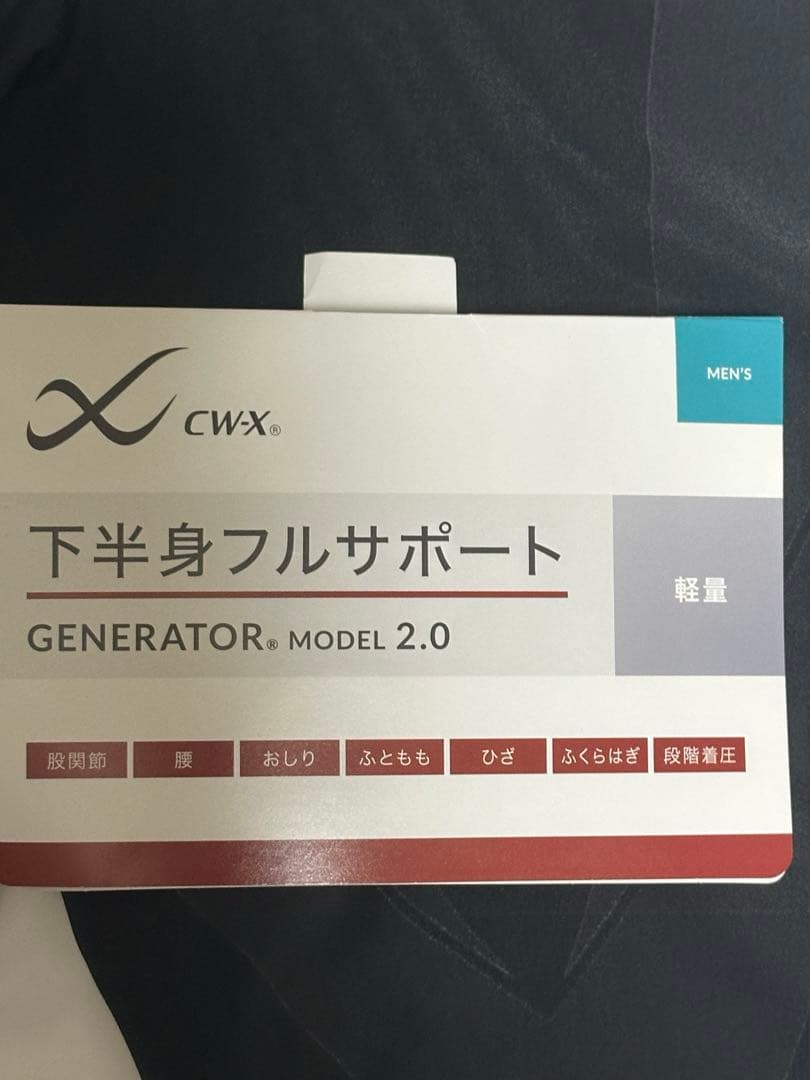 MEN'S
CW-X®
下半身フルサポート
軽量
GENERATOR® MODEL 2.0
股関節 腰 おしり ふともも ひざ ふくらはぎ 段階着圧